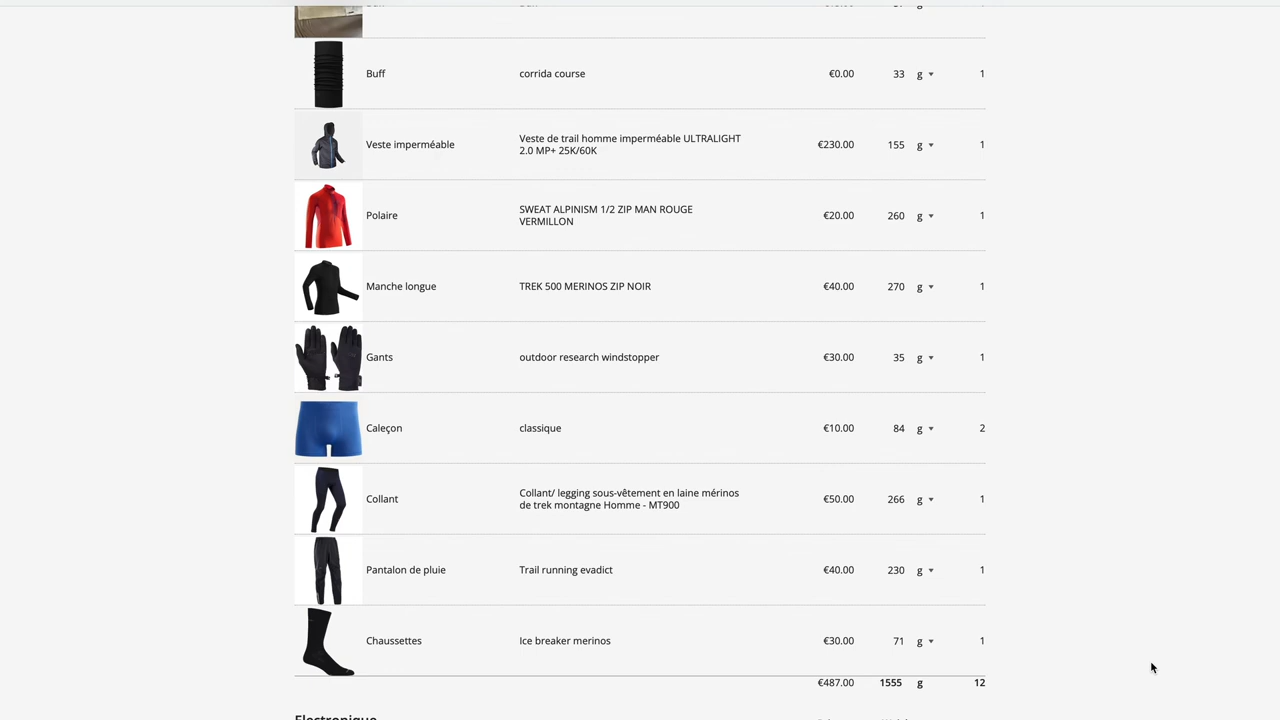 Buff corrida course €0.00 33 g 1
Veste imperméable Veste de trail homme imperméable ULTRALIGHT 2.0 MP+ 25K/60K €230.00 155 g 1
Polaire SWEAT ALPINISM 1/2 ZIP MAN ROUGE VERMILLON €20.00 260 g 1
Manche longue TREK 500 MERINOS ZIP NOIR €40.00 270 g 1
Gants outdoor research windstopper €30.00 35 g 1
Caleçon classique €10.00 84 g 2
Collant Collant/ legging sous-vêtement en laine mérinos de trek montagne Homme - MT900 €50.00 266 g 1
Pantalon de pluie Trail running evadict €40.00 230 g 1
Chaussettes Ice breaker merinos €30.00 71 g 1
€487.00 1555 g 12
Electronique